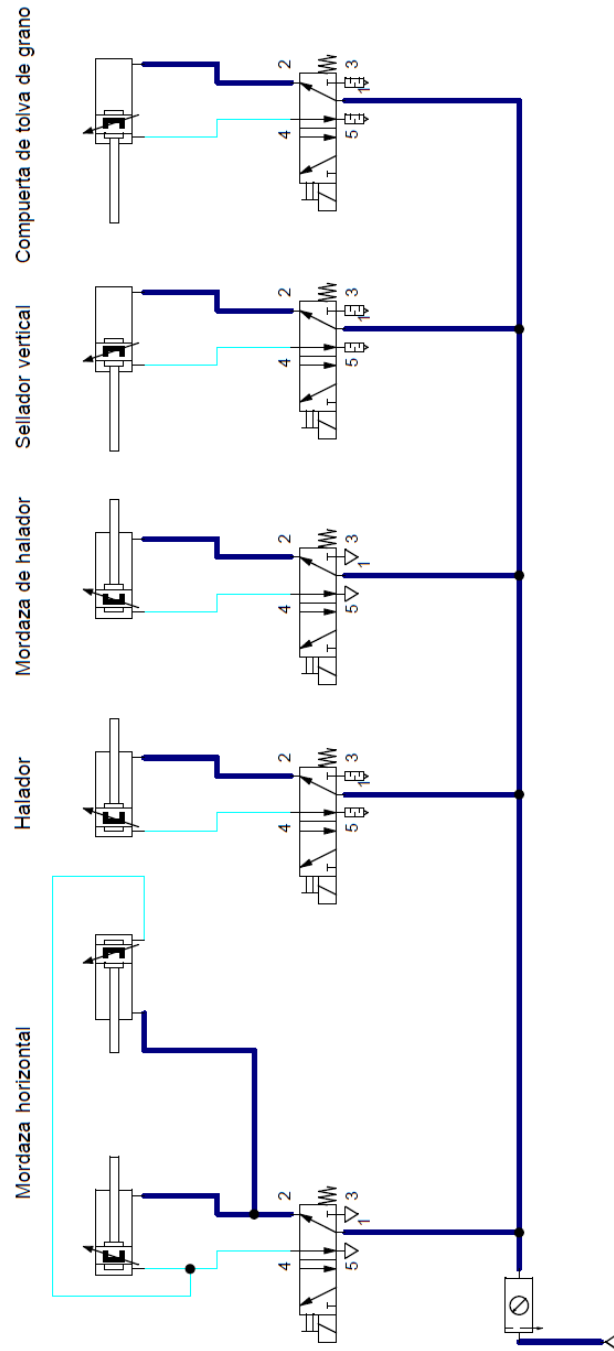 Mordaza horizontal
Halador
Mordaza de halador
Sellador vertical
Compuerta de tolva de grano
4 2
5 1 3
4 2
5 1 3
4 2
5 1 3
4 2
5 1 3
4 2
5 1 3